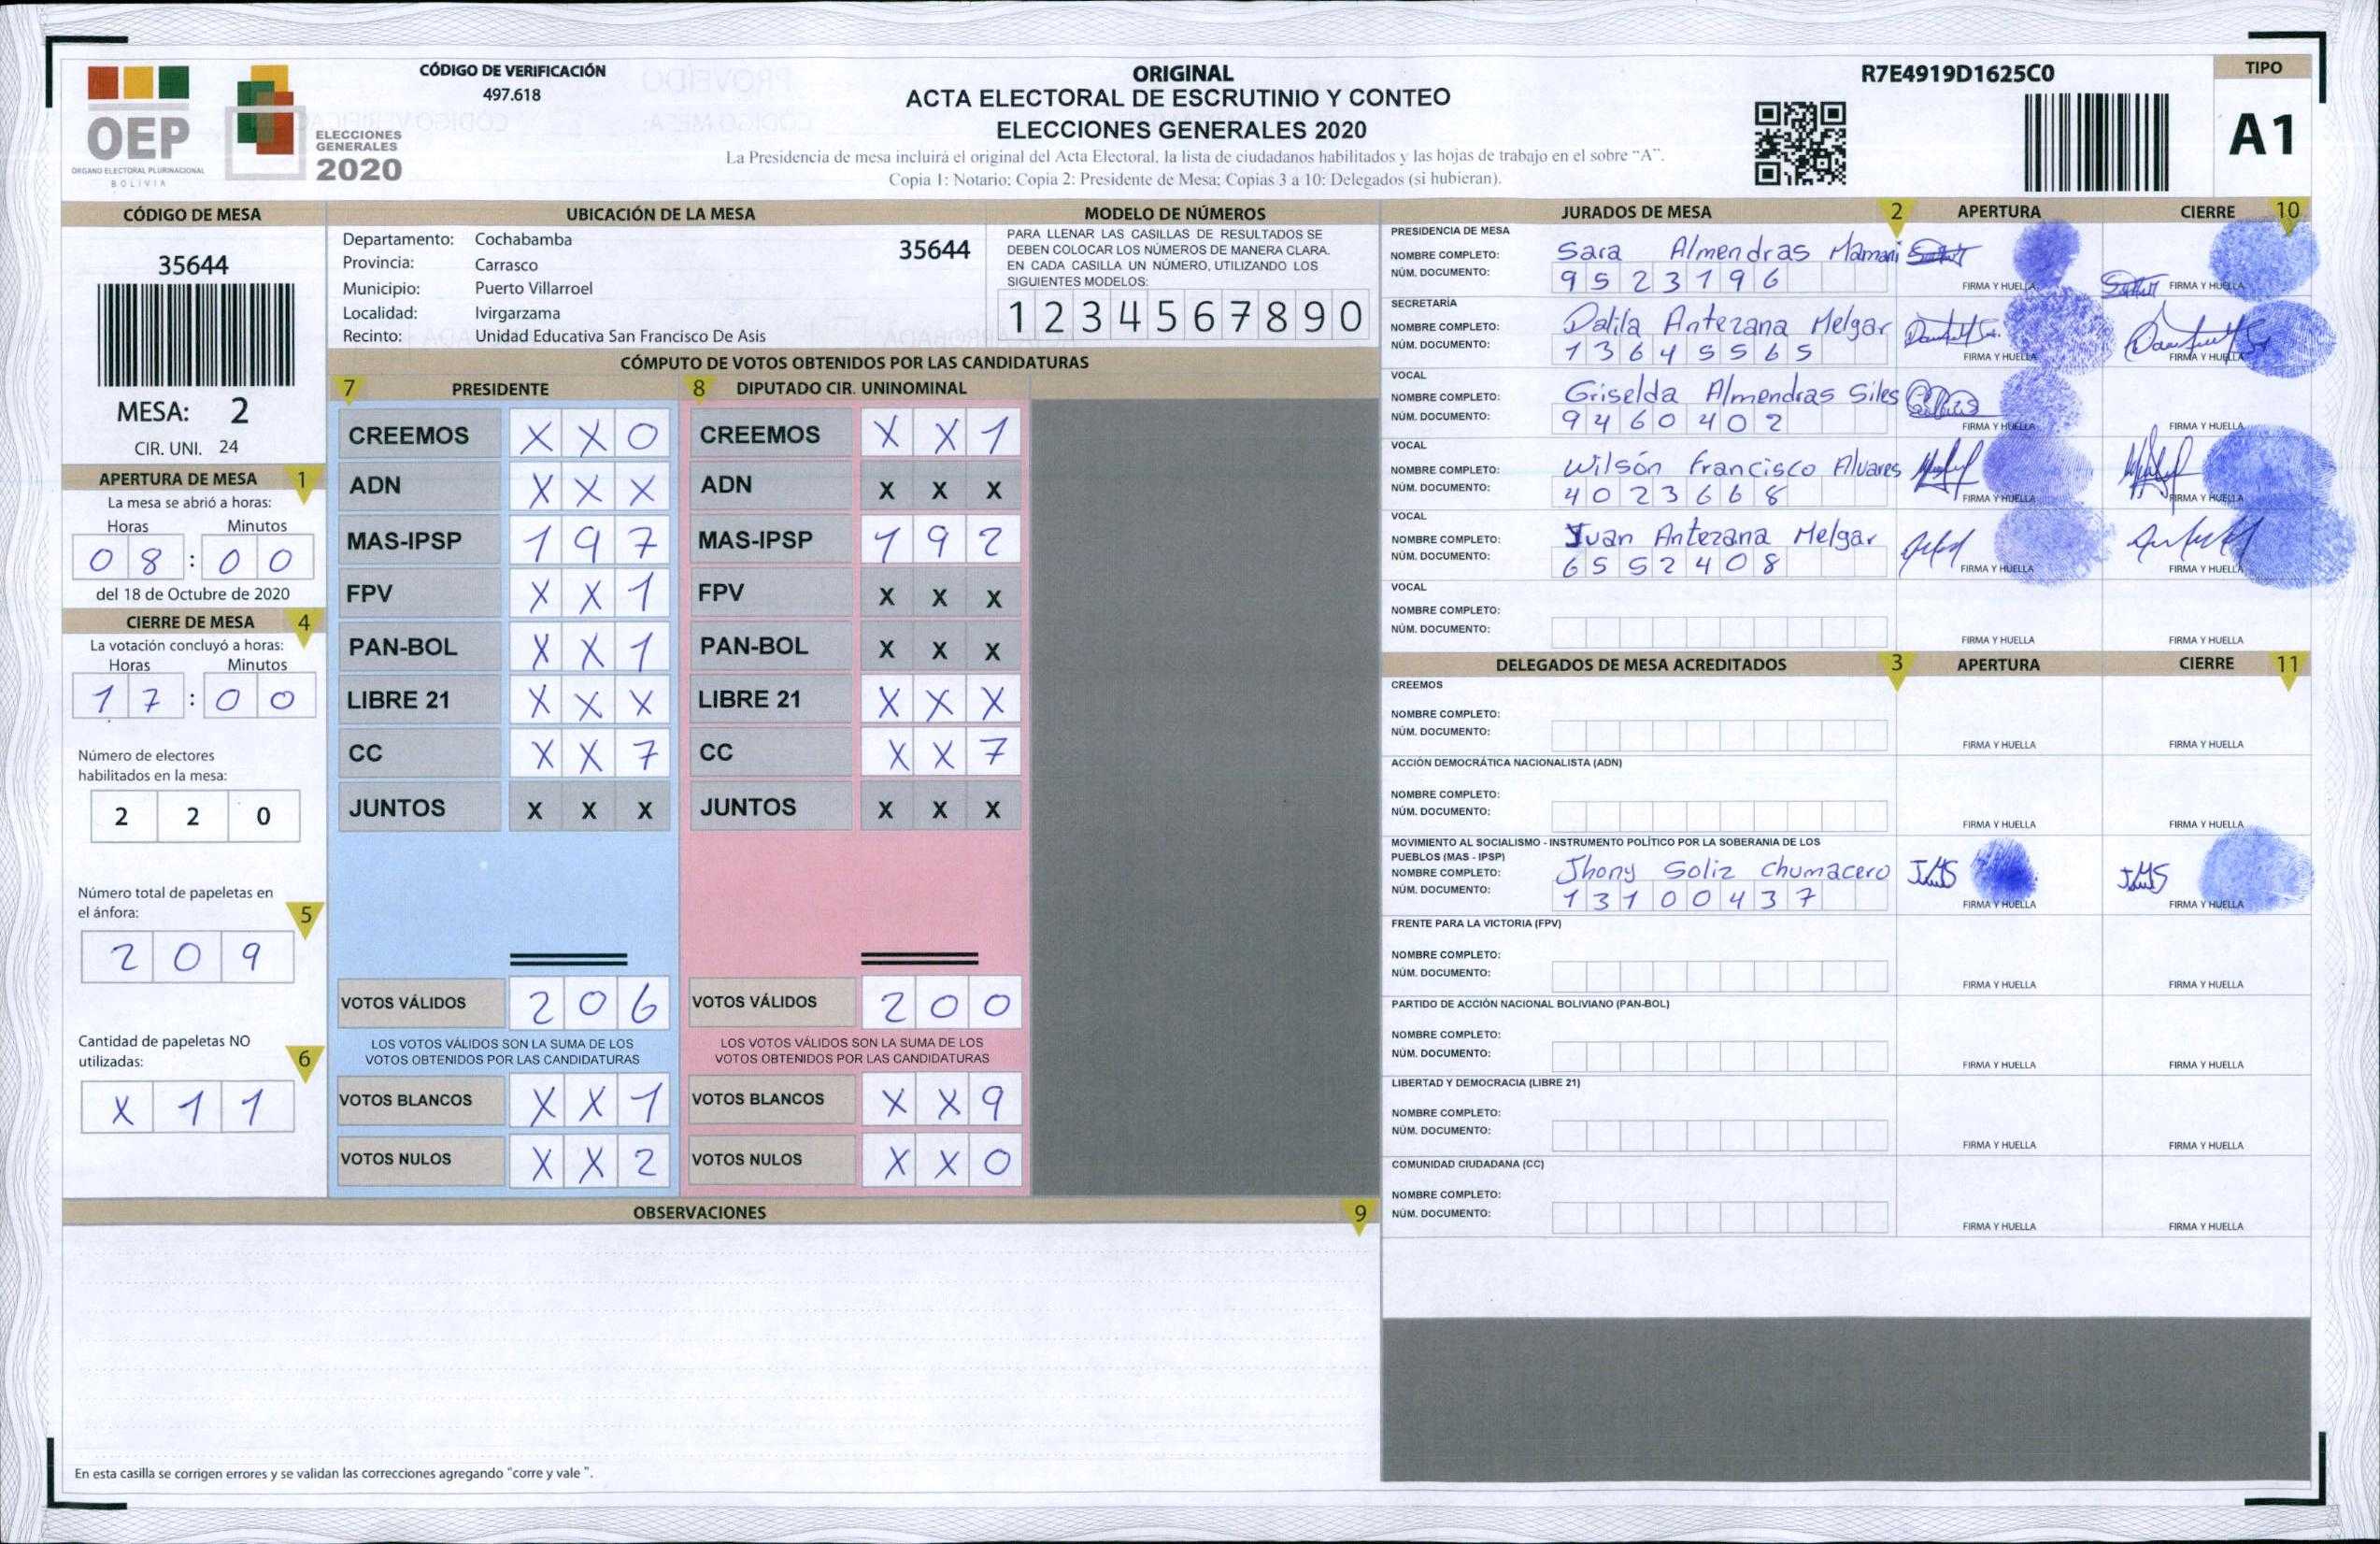 OEP
ÓRGANO ELECTORAL PLURINACIONAL
BOLIVIA
ELECCIONES
GENERALES
2020
CÓDIGO DE VERIFICACIÓN
497.618
ORIGINAL
ACTA ELECTORAL DE ESCRUTINIO Y CONTEO
ELECCIONES GENERALES 2020
La Presidencia de mesa incluirá el original del Acta Electoral, la lista de ciudadanos habilitados y las hojas de trabajo en el sobre "A".
Copia 1: Notario; Copia 2: Presidente de Mesa; Copias 3 a 10: Delegados (si hubieran).
R7E4919D1625C0
TIPO
A1
CÓDIGO DE MESA
35644
MESA: 2
CIR. UNI. 24
APERTURA DE MESA 1
La mesa se abrió a horas:
Horas Minutos
0 8 : 0 0
del 18 de Octubre de 2020
CIERRE DE MESA 4
La votación concluyó a horas:
Horas Minutos
1 7 : 0 0
Número de electores
habilitados en la mesa:
2 2 0
Número total de papeletas en
el ánfora: 5
2 0 9
Cantidad de papeletas NO
utilizadas: 6
X 1 1
UBICACIÓN DE LA MESA
Departamento: Cochabamba 35644
Provincia: Carrasco
Municipio: Puerto Villarroel
Localidad: Ivirgarzama
Recinto: Unidad Educativa San Francisco De Asis
MODELO DE NÚMEROS
PARA LLENAR LAS CASILLAS DE RESULTADOS SE
DEBEN COLOCAR LOS NÚMEROS DE MANERA CLARA.
EN CADA CASILLA UN NÚMERO, UTILIZANDO LOS
SIGUIENTES MODELOS:
1 2 3 4 5 6 7 8 9 0
CÓMPUTO DE VOTOS OBTENIDOS POR LAS CANDIDATURAS
7 PRESIDENTE
CREEMOS X X 0
ADN X X X
MAS-IPSP 1 9 7
FPV X X 1
PAN-BOL X X 1
LIBRE 21 X X X
CC X X 7
JUNTOS X X X
VOTOS VÁLIDOS 2 0 6
LOS VOTOS VÁLIDOS SON LA SUMA DE LOS
VOTOS OBTENIDOS POR LAS CANDIDATURAS
VOTOS BLANCOS X X 1
VOTOS NULOS X X 2
8 DIPUTADO CIR. UNINOMINAL
CREEMOS X X 1
ADN X X X
MAS-IPSP 1 9 2
FPV X X X
PAN-BOL X X X
LIBRE 21 X X X
CC X X 7
JUNTOS X X X
VOTOS VÁLIDOS 2 0 0
LOS VOTOS VÁLIDOS SON LA SUMA DE LOS
VOTOS OBTENIDOS POR LAS CANDIDATURAS
VOTOS BLANCOS X X 9
VOTOS NULOS X X 0
OBSERVACIONES 9
En esta casilla se corrigen errores y se validan las correcciones agregando "corre y vale ".
JURADOS DE MESA 2 APERTURA CIERRE 10
PRESIDENCIA DE MESA
NOMBRE COMPLETO: Sara Almendras Mamani
NÚM. DOCUMENTO: 9 5 2 3 1 9 6
FIRMA Y HUELLA FIRMA Y HUELLA
SECRETARÍA
NOMBRE COMPLETO: Dalila Antezana Melgar
NÚM. DOCUMENTO: 1 3 6 4 5 5 6 5
FIRMA Y HUELLA FIRMA Y HUELLA
VOCAL
NOMBRE COMPLETO: Griselda Almendras Siles
NÚM. DOCUMENTO: 9 4 6 0 4 0 2
FIRMA Y HUELLA FIRMA Y HUELLA
VOCAL
NOMBRE COMPLETO: Wilsón Francisco Alvares
NÚM. DOCUMENTO: 4 0 2 3 6 6 8
FIRMA Y HUELLA FIRMA Y HUELLA
VOCAL
NOMBRE COMPLETO: Juan Antezana Melgar
NÚM. DOCUMENTO: 6 5 5 2 4 0 8
FIRMA Y HUELLA FIRMA Y HUELLA
VOCAL
NOMBRE COMPLETO:
NÚM. DOCUMENTO:
FIRMA Y HUELLA FIRMA Y HUELLA
DELEGADOS DE MESA ACREDITADOS 3 APERTURA CIERRE 11
CREEMOS
NOMBRE COMPLETO:
NÚM. DOCUMENTO:
FIRMA Y HUELLA FIRMA Y HUELLA
ACCIÓN DEMOCRÁTICA NACIONALISTA (ADN)
NOMBRE COMPLETO:
NÚM. DOCUMENTO:
FIRMA Y HUELLA FIRMA Y HUELLA
MOVIMIENTO AL SOCIALISMO - INSTRUMENTO POLÍTICO POR LA SOBERANIA DE LOS
PUEBLOS (MAS - IPSP)
NOMBRE COMPLETO: Jhony Soliz Chumacero
NÚM. DOCUMENTO: 1 3 1 0 0 4 3 7
FIRMA Y HUELLA FIRMA Y HUELLA
FRENTE PARA LA VICTORIA (FPV)
NOMBRE COMPLETO:
NÚM. DOCUMENTO:
FIRMA Y HUELLA FIRMA Y HUELLA
PARTIDO DE ACCIÓN NACIONAL BOLIVIANO (PAN-BOL)
NOMBRE COMPLETO:
NÚM. DOCUMENTO:
FIRMA Y HUELLA FIRMA Y HUELLA
LIBERTAD Y DEMOCRACIA (LIBRE 21)
NOMBRE COMPLETO:
NÚM. DOCUMENTO:
FIRMA Y HUELLA FIRMA Y HUELLA
COMUNIDAD CIUDADANA (CC)
NOMBRE COMPLETO:
NÚM. DOCUMENTO:
FIRMA Y HUELLA FIRMA Y HUELLA